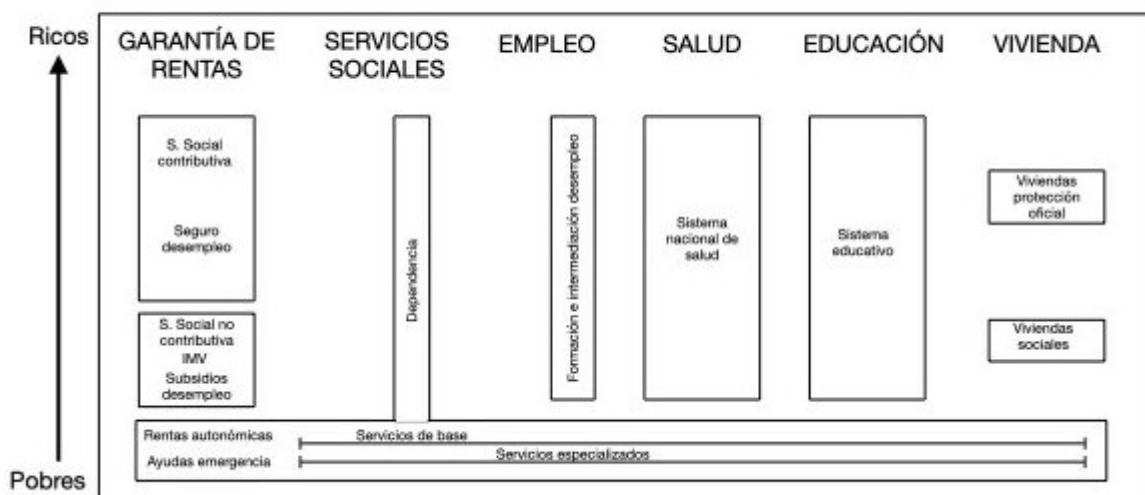 Ricos
Pobres
GARANTÍA DE
RENTAS
SERVICIOS
SOCIALES
EMPLEO
SALUD
EDUCACIÓN
VIVIENDA
S. Social
contributiva
Seguro
desempleo
S. Social no
contributiva
IMV
Subsidios
desempleo
Dependencia
Formación e intermediación desempleo
Sistema
nacional de
salud
Sistema
educativo
Viviendas
protección
oficial
Viviendas
sociales
Rentas autonómicas
Servicios de base
Ayudas emergencia
Servicios especializados